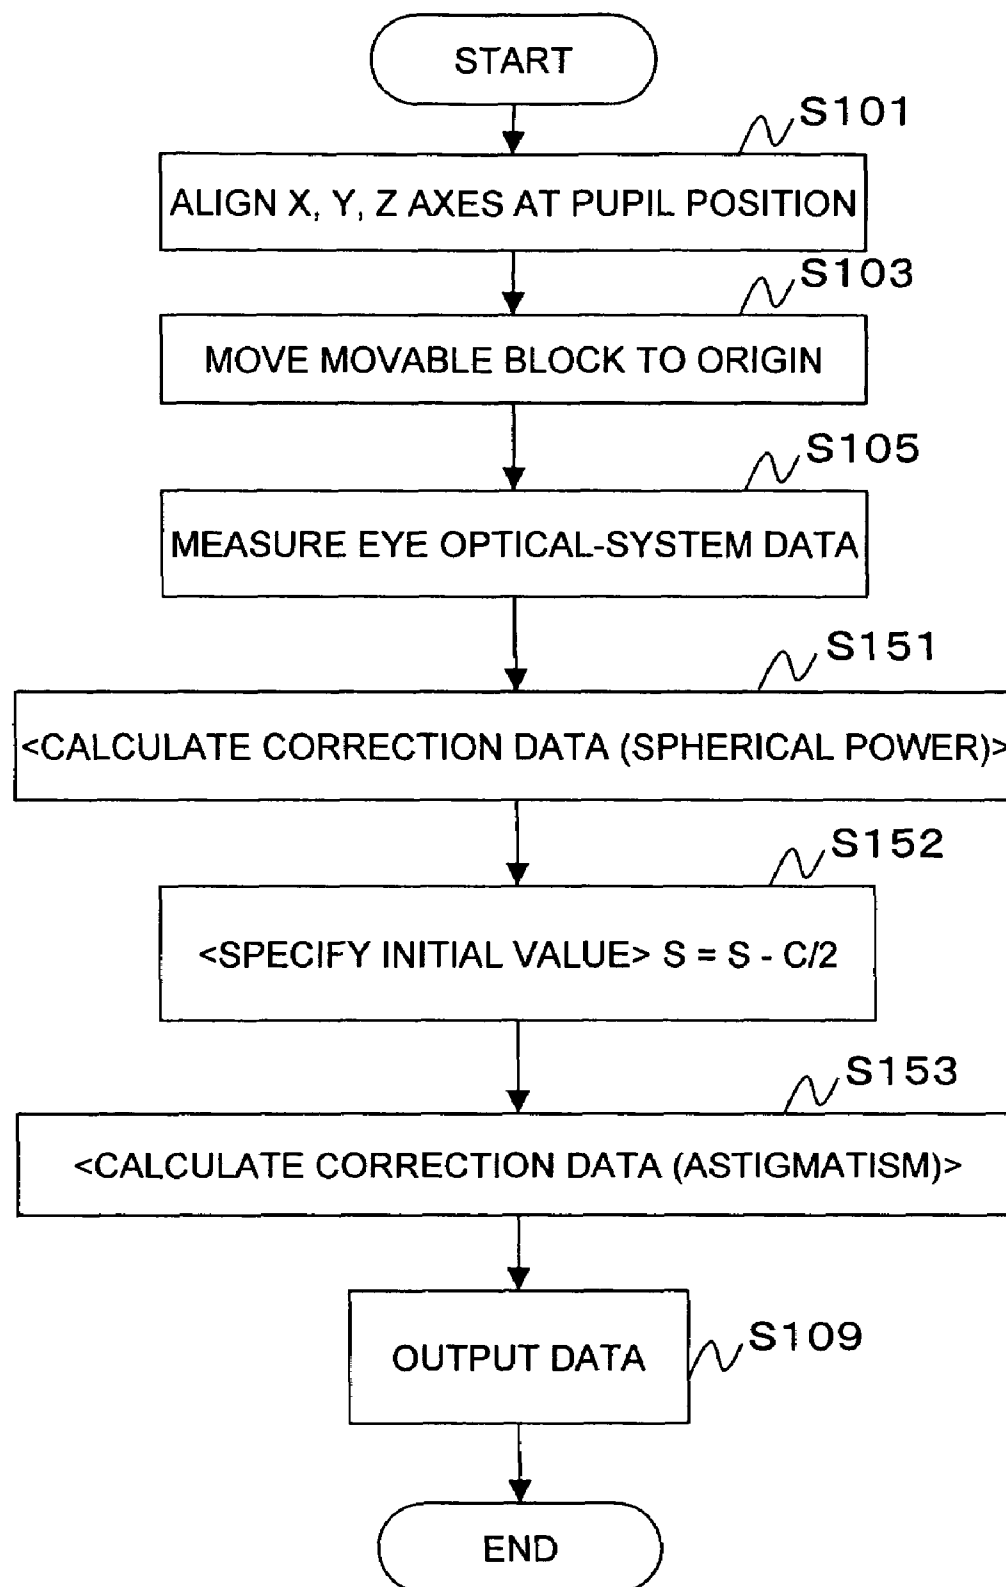 START
S101
ALIGN X, Y, Z AXES AT PUPIL POSITION
S103
MOVE MOVABLE BLOCK TO ORIGIN
S105
MEASURE EYE OPTICAL-SYSTEM DATA
S151
<CALCULATE CORRECTION DATA (SPHERICAL POWER)>
S152
<SPECIFY INITIAL VALUE> S = S - C/2
S153
<CALCULATE CORRECTION DATA (ASTIGMATISM)>
OUTPUT DATA
S109
END